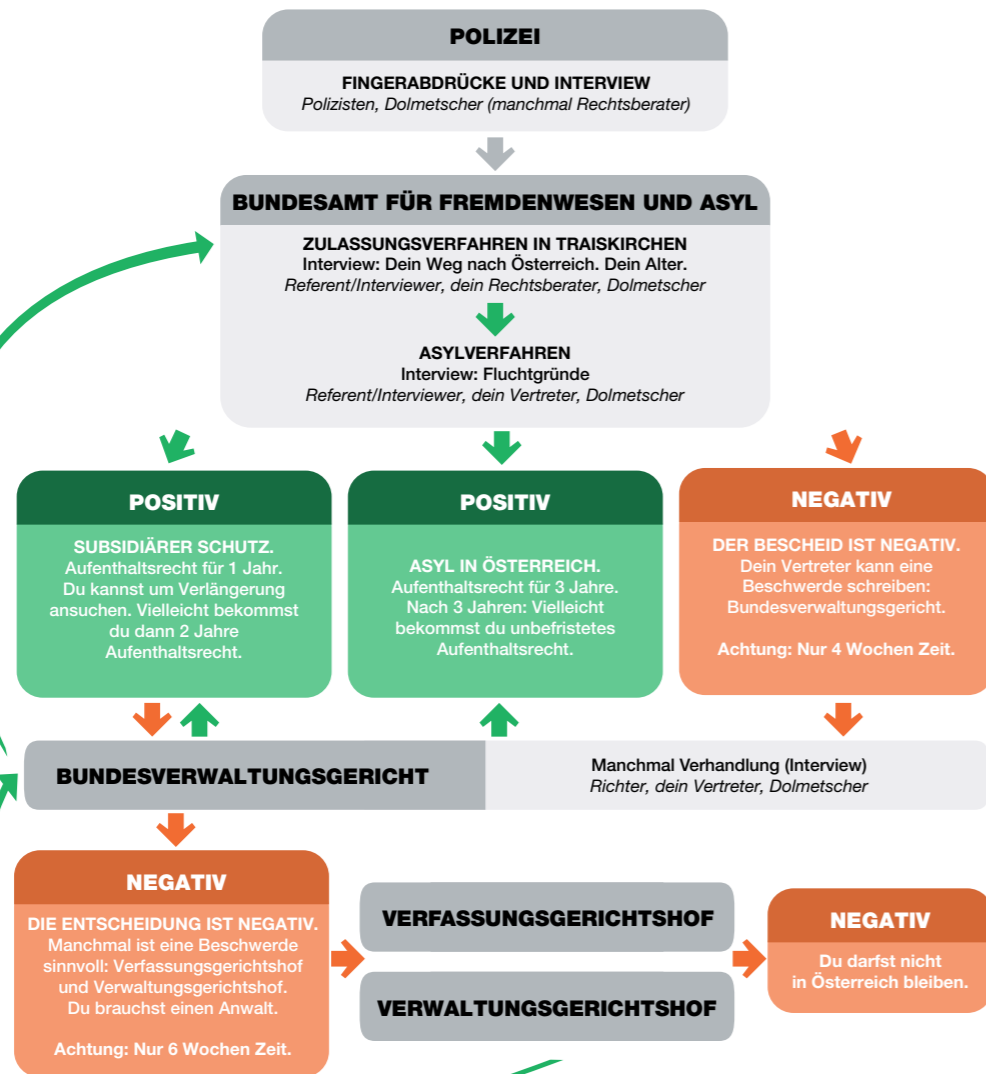 POLIZEI
FINGERABDRÜCKE UND INTERVIEW
Polizisten, Dolmetscher (manchmal Rechtsberater)
BUNDESAMT FÜR FREMDENWESEN UND ASYL
ZULASSUNGSVERFAHREN IN TRAISKIRCHEN
Interview: Dein Weg nach Österreich. Dein Alter.
Referent/Interviewer, dein Rechtsberater, Dolmetscher
ASYLVERFAHREN
Interview: Fluchtgründe
Referent/Interviewer, dein Vertreter, Dolmetscher
POSITIV
SUBSIDIÄRER SCHUTZ.
Aufenthaltsrecht für 1 Jahr.
Du kannst um Verlängerung
ansuchen. Vielleicht bekommst
du dann 2 Jahre
Aufenthaltsrecht.
POSITIV
ASYL IN ÖSTERREICH.
Aufenthaltsrecht für 3 Jahre.
Nach 3 Jahren: Vielleicht
bekommst du unbefristetes
Aufenthaltsrecht.
NEGATIV
DER BESCHEID IST NEGATIV.
Dein Vertreter kann eine
Beschwerde schreiben:
Bundesverwaltungsgericht.
Achtung: Nur 4 Wochen Zeit.
BUNDESVERWALTUNGSGERICHT
Manchmal Verhandlung (Interview)
Richter, dein Vertreter, Dolmetscher
NEGATIV
DIE ENTSCHEIDUNG IST NEGATIV.
Manchmal ist eine Beschwerde
sinnvoll: Verfassungsgerichtshof
und Verwaltungsgerichtshof.
Du brauchst einen Anwalt.
Achtung: Nur 6 Wochen Zeit.
VERFASSUNGSGERICHTSHOF
VERWALTUNGSGERICHTSHOF
NEGATIV
Du darfst nicht
in Österreich bleiben.